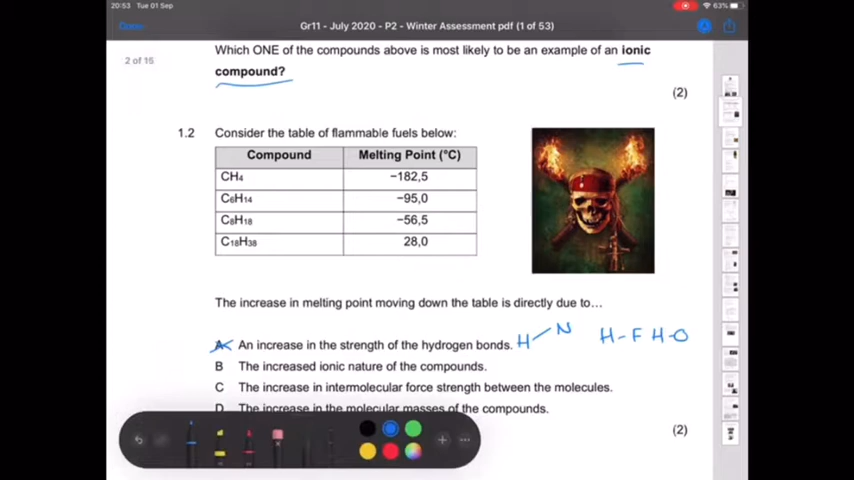 20:53 Tue 01 Sep
63%
Done
Gr11 - July 2020 - P2 - Winter Assessment pdf (1 of 53)
2 of 15
Which ONE of the compounds above is most likely to be an example of an ionic
compound?
(2)
1.2 Consider the table of flammable fuels below:
Compound Melting Point (°C)
CH4 −182,5
C6H14 −95,0
C8H18 −56,5
C18H38 28,0
The increase in melting point moving down the table is directly due to…
A An increase in the strength of the hydrogen bonds. H N H-F H-O
B The increased ionic nature of the compounds.
C The increase in intermolecular force strength between the molecules.
D The increase in the molecular masses of the compounds.
(2)